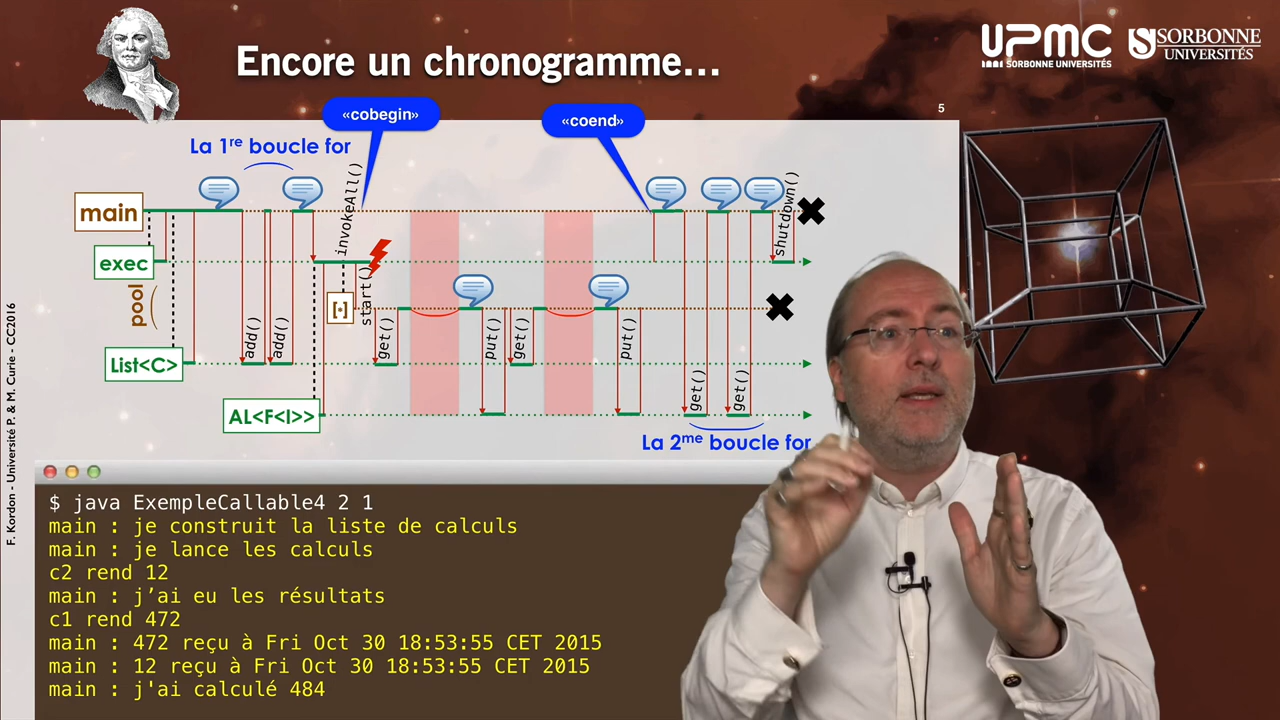 Encore un chronogramme...
UPMC
SORBONNE UNIVERSITÉS
SORBONNE
UNIVERSITÉS
5
«cobegin»
«coend»
La 1re boucle for
invokeAll()
shutdown()
main
exec
pool
[·]
start()
add()
add()
get()
put()
get()
put()
List<C>
get()
get()
AL<F<I>>
La 2me boucle for
F. Kordon - Université P. & M. Curie - CC2016
$ java ExempleCallable4 2 1
main : je construit la liste de calculs
main : je lance les calculs
c2 rend 12
main : j’ai eu les résultats
c1 rend 472
main : 472 reçu à Fri Oct 30 18:53:55 CET 2015
main : 12 reçu à Fri Oct 30 18:53:55 CET 2015
main : j'ai calculé 484